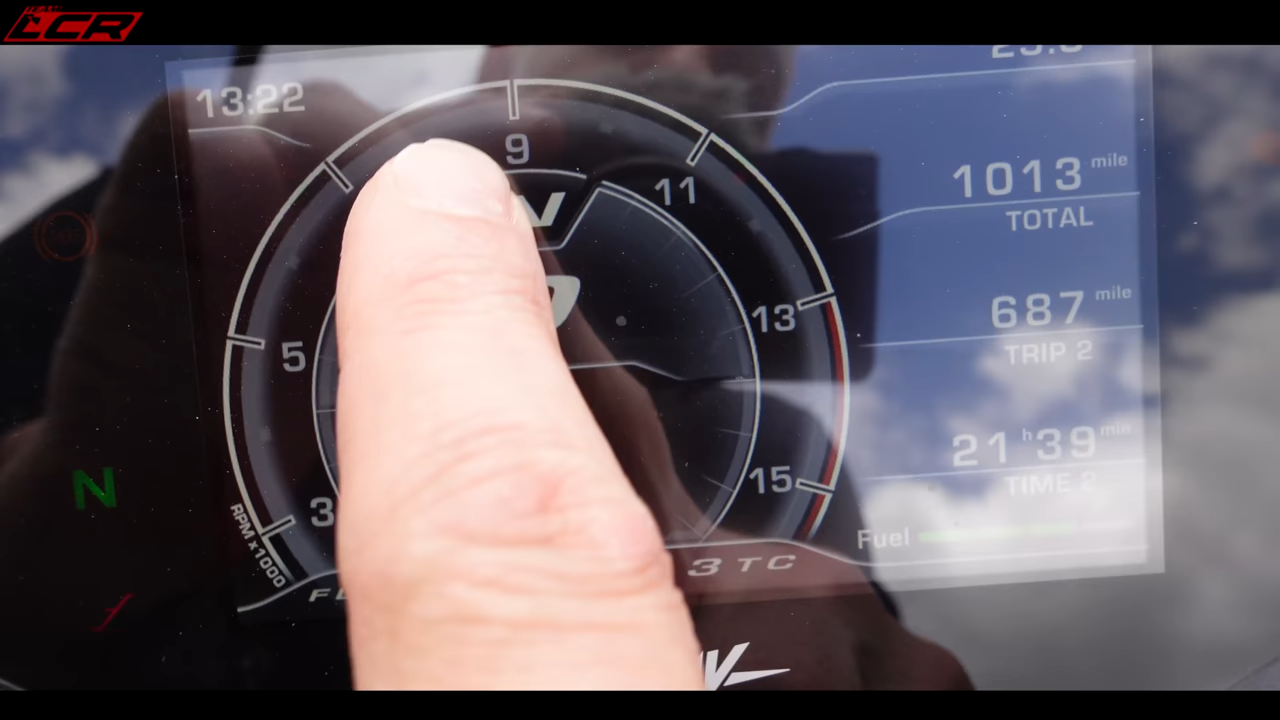 LCR
13:22
9
11
1013 mile
TOTAL
13
687 mile
TRIP 2
5
21 h 39 min
TIME 2
15
3
N
RPM x1000
Fuel
3 TC